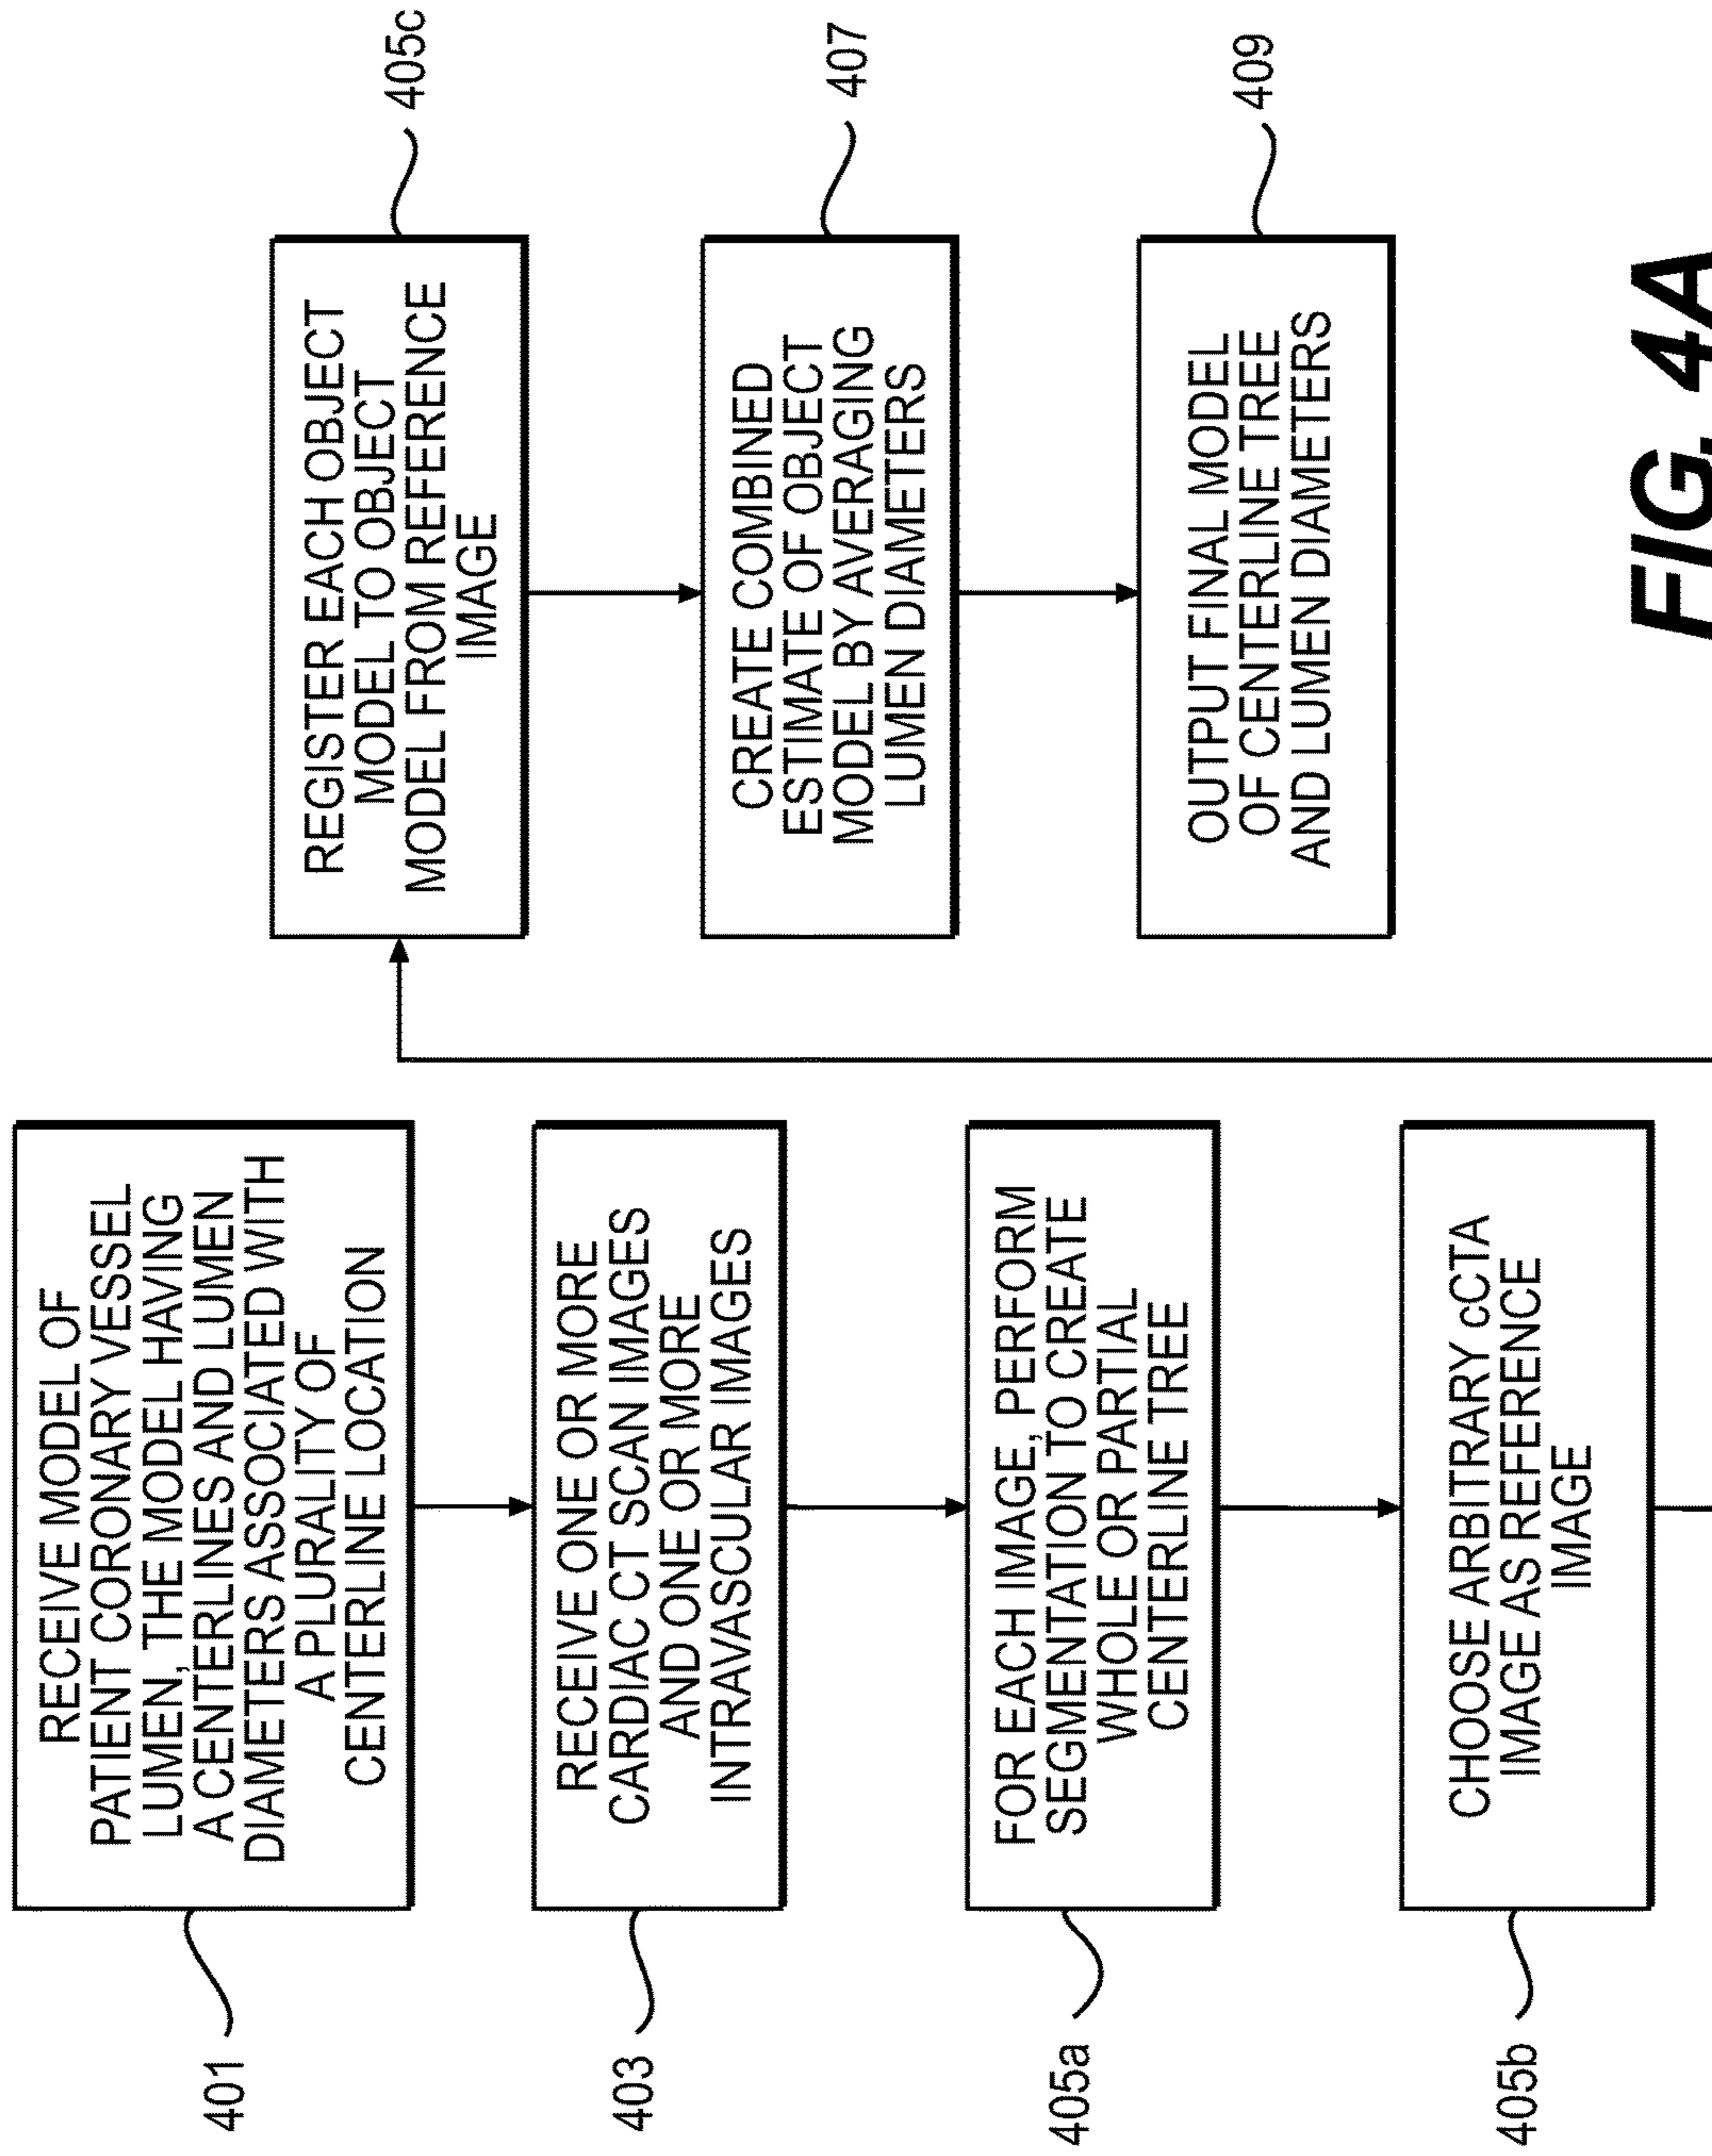 401
RECEIVE MODEL OF
PATIENT CORONARY VESSEL
LUMEN, THE MODEL HAVING
A CENTERLINES AND LUMEN
DIAMETERS ASSOCIATED WITH
A PLURALITY OF
CENTERLINE LOCATION
403
RECEIVE ONE OR MORE
CARDIAC CT SCAN IMAGES
AND ONE OR MORE
INTRAVASCULAR IMAGES
405a
FOR EACH IMAGE, PERFORM
SEGMENTATION TO CREATE
WHOLE OR PARTIAL
CENTERLINE TREE
405b
CHOOSE ARBITRARY cCTA
IMAGE AS REFERENCE
IMAGE
405c
REGISTER EACH OBJECT
MODEL TO OBJECT
MODEL FROM REFERENCE
IMAGE
407
CREATE COMBINED
ESTIMATE OF OBJECT
MODEL BY AVERAGING
LUMEN DIAMETERS
409
OUTPUT FINAL MODEL
OF CENTERLINE TREE
AND LUMEN DIAMETERS
FIG. 4A